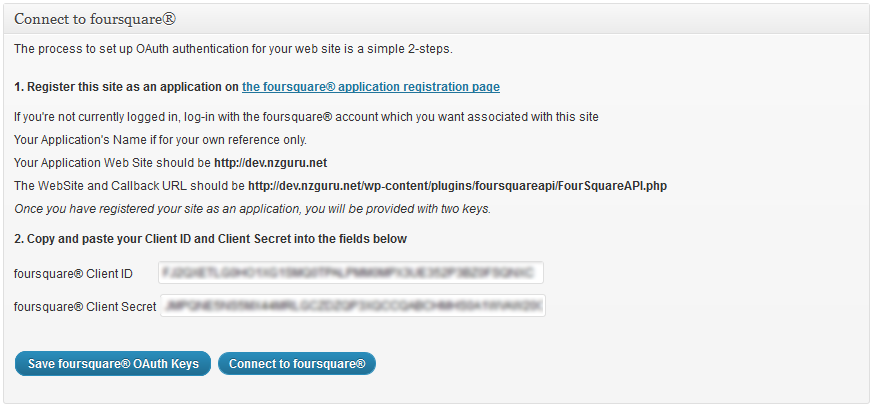 Connect to foursquare®
The process to set up OAuth authentication for your web site is a simple 2-steps.
1. Register this site as an application on the foursquare® application registration page
If you're not currently logged in, log-in with the foursquare® account which you want associated with this site
Your Application's Name if for your own reference only.
Your Application Web Site should be http://dev.nzguru.net
The WebSite and Callback URL should be http://dev.nzguru.net/wp-content/plugins/foursquareapi/FourSquareAPI.php
Once you have registered your site as an application, you will be provided with two keys.
2. Copy and paste your Client ID and Client Secret into the fields below
foursquare® Client ID
foursquare® Client Secret
Save foursquare® OAuth Keys Connect to foursquare®